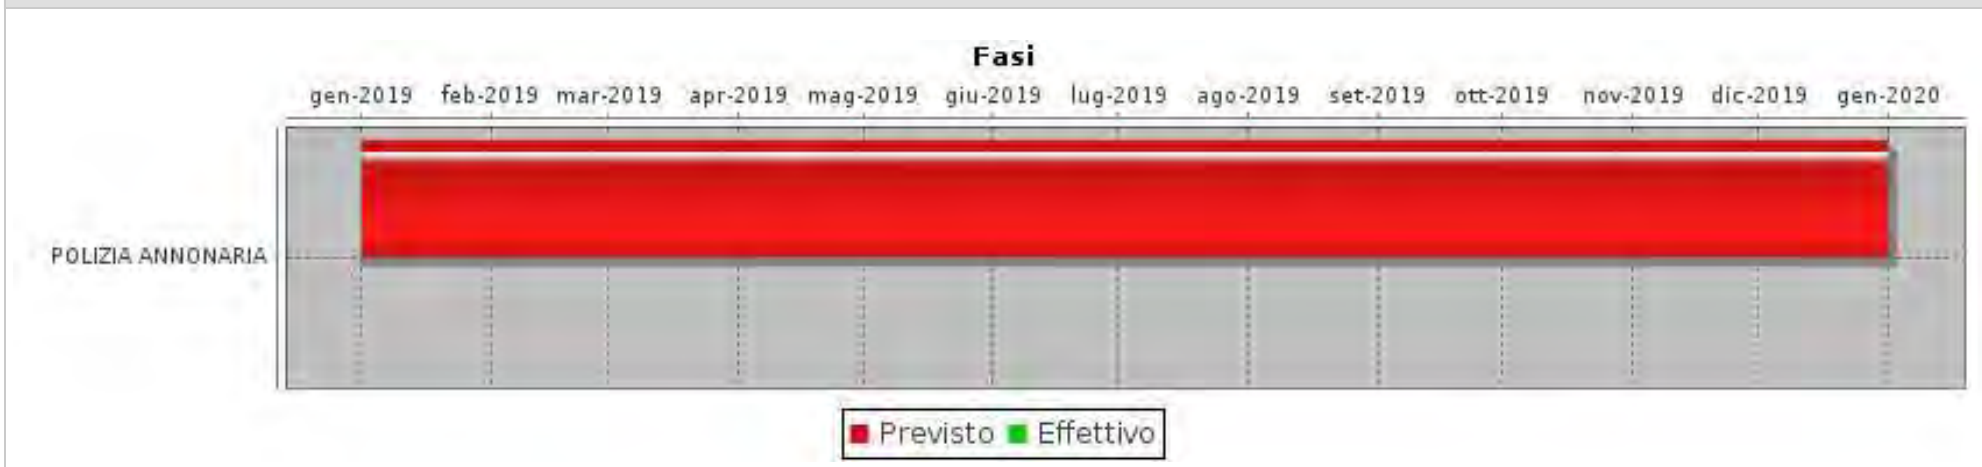 Fasi
gen-2019 feb-2019 mar-2019 apr-2019 mag-2019 giu-2019 lug-2019 ago-2019 set-2019 ott-2019 nov-2019 dic-2019 gen-2020
POLIZIA ANNONARIA
Previsto Effettivo